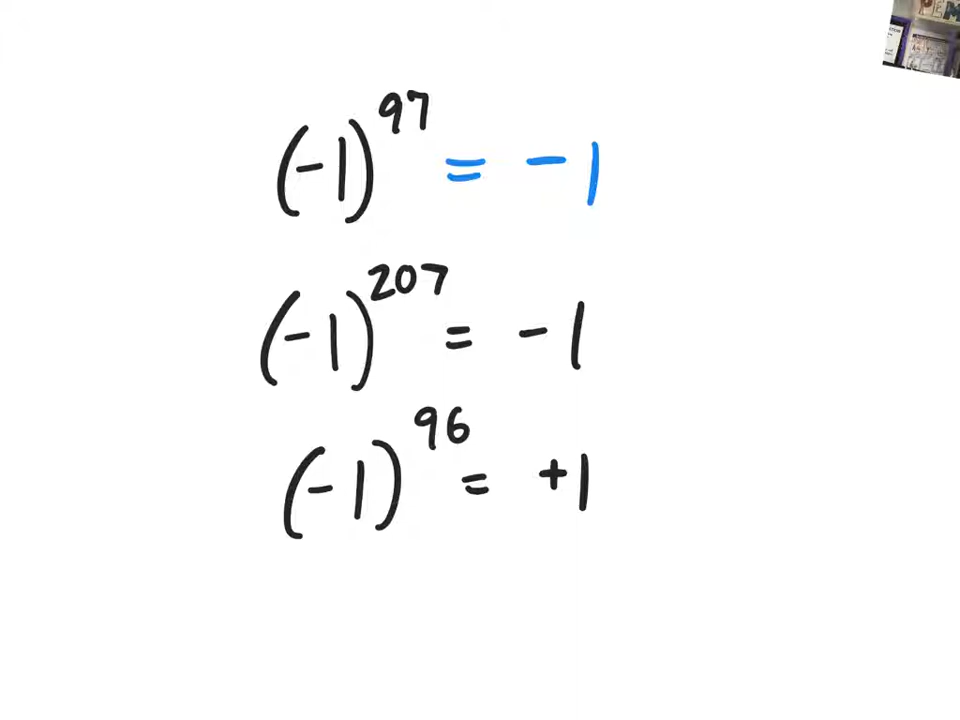 (-1)^97 = -1
(-1)^207 = -1
(-1)^96 = +1